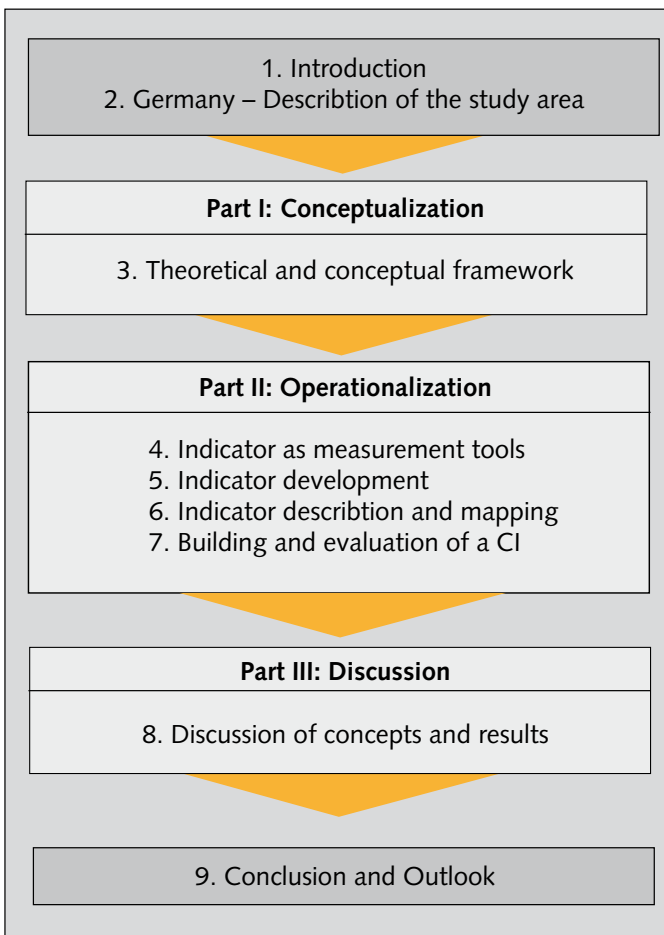 1. Introduction
2. Germany – Describtion of the study area
Part I: Conceptualization
3. Theoretical and conceptual framework
Part II: Operationalization
4. Indicator as measurement tools
5. Indicator development
6. Indicator describtion and mapping
7. Building and evaluation of a CI
Part III: Discussion
8. Discussion of concepts and results
9. Conclusion and Outlook